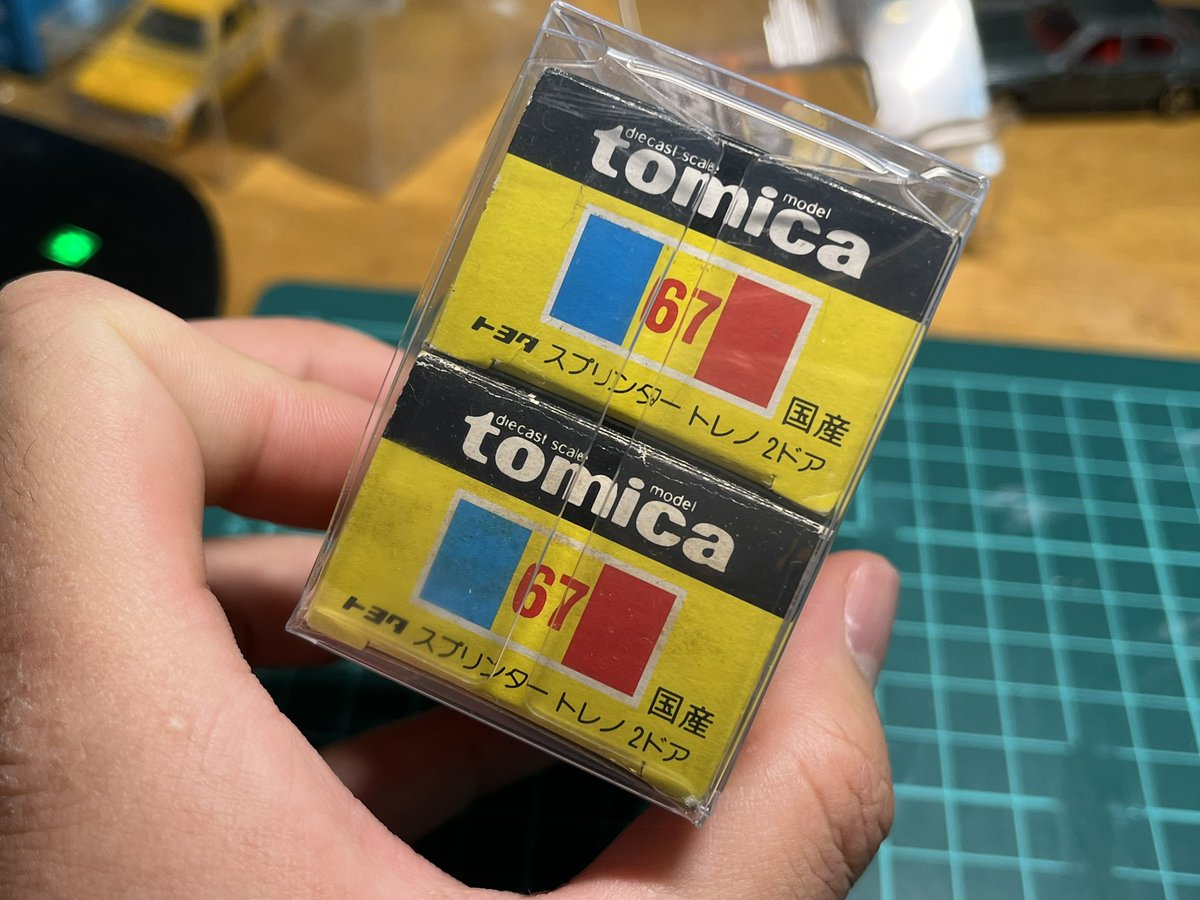 diecast scale model
tomica
67
トヨタ スプリンター トレノ 2ドア
国産
diecast scale model
tomica
67
トヨタ スプリンター トレノ 2ドア
国産